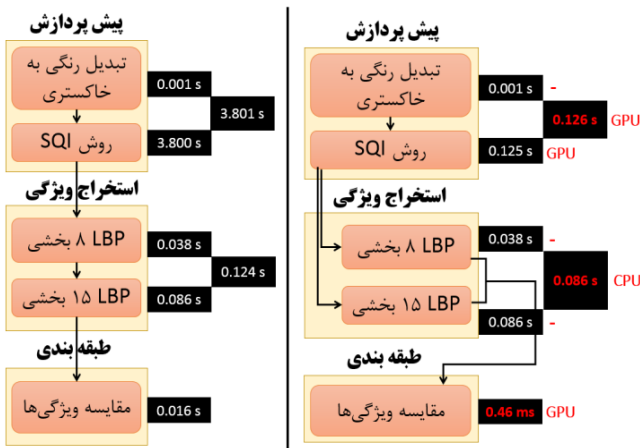 پیش پردازش
تبدیل رنگی به
خاکستری
0.001 s
3.801 s
روش SQI
3.800 s
استخراج ویژگی
LBP ۸ بخشی
0.038 s
0.124 s
LBP ۱۵ بخشی
0.086 s
طبقه بندی
مقایسه ویژگی‌ها
0.016 s
پیش پردازش
تبدیل رنگی به
خاکستری
0.001 s -
0.126 s GPU
روش SQI
0.125 s GPU
استخراج ویژگی
LBP ۸ بخشی
0.038 s -
0.086 s CPU
LBP ۱۵ بخشی
0.086 s -
طبقه بندی
مقایسه ویژگی‌ها
0.46 ms GPU